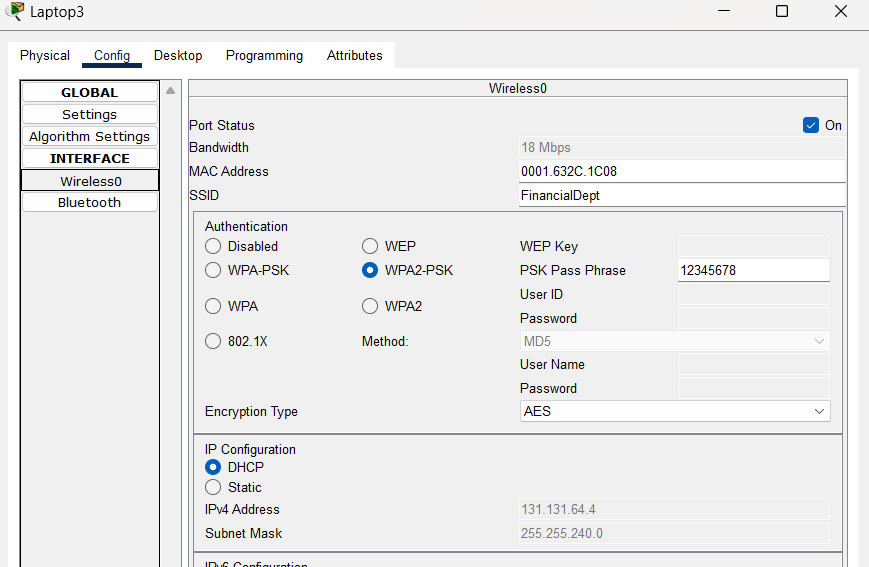 Laptop3
Physical Config Desktop Programming Attributes
GLOBAL
Settings
Algorithm Settings
INTERFACE
Wireless0
Bluetooth
Wireless0
Port Status On
Bandwidth 18 Mbps
MAC Address 0001.632C.1C08
SSID FinancialDept
Authentication
Disabled WEP WEP Key
WPA-PSK WPA2-PSK PSK Pass Phrase 12345678
User ID
WPA WPA2
Password
802.1X Method: MD5
User Name
Password
Encryption Type AES
IP Configuration
DHCP
Static
IPv4 Address 131.131.64.4
Subnet Mask 255.255.240.0
IPv6 Configuration